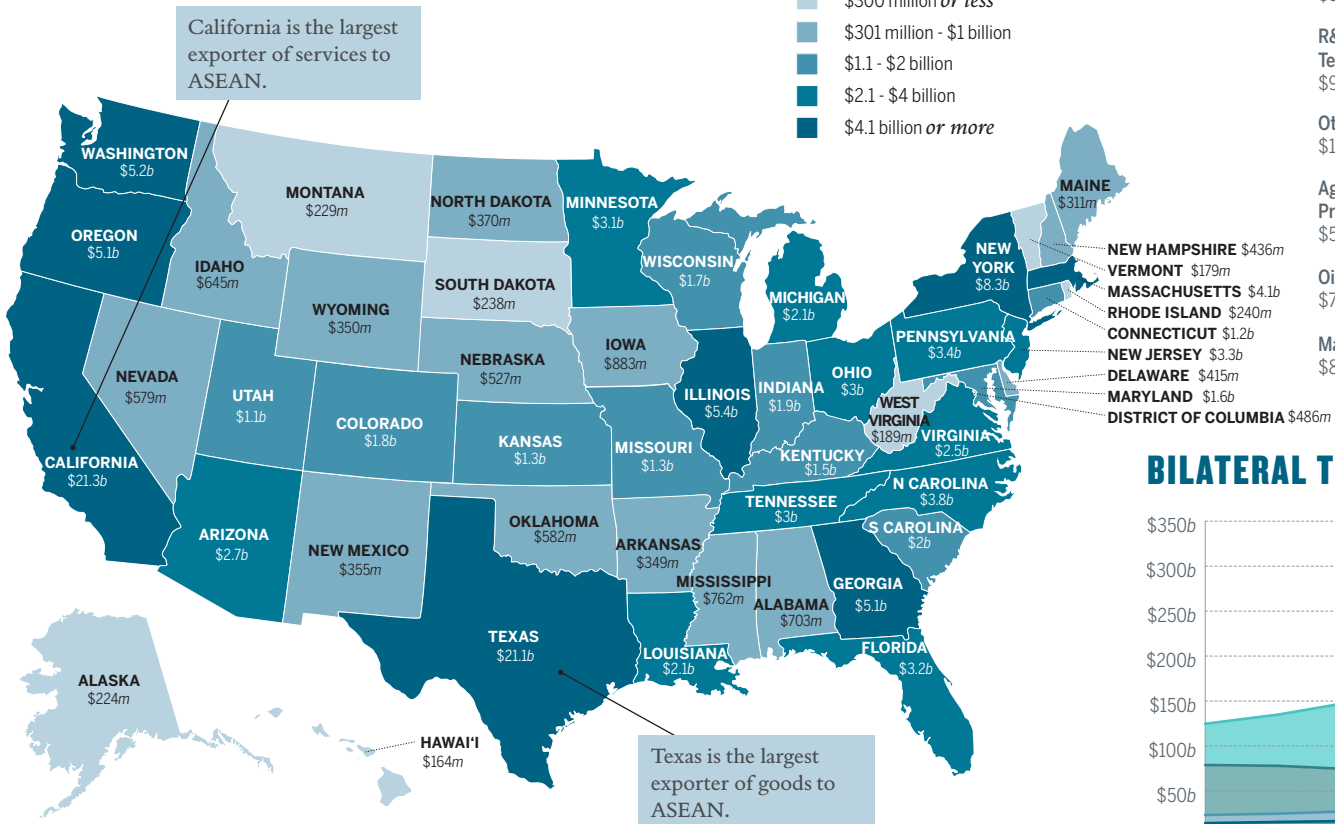 California is the largest
exporter of services to
ASEAN.
$300 million or less
$301 million - $1 billion
$1.1 - $2 billion
$2.1 - $4 billion
$4.1 billion or more
WASHINGTON
$5.2b
OREGON
$5.1b
CALIFORNIA
$21.3b
NEVADA
$579m
IDAHO
$645m
MONTANA
$229m
WYOMING
$350m
UTAH
$1.1b
COLORADO
$1.8b
ARIZONA
$2.7b
NEW MEXICO
$355m
NORTH DAKOTA
$370m
SOUTH DAKOTA
$238m
NEBRASKA
$527m
KANSAS
$1.3b
OKLAHOMA
$582m
TEXAS
$21.1b
MINNESOTA
$3.1b
IOWA
$883m
MISSOURI
$1.3b
ARKANSAS
$349m
LOUISIANA
$2.1b
WISCONSIN
$1.7b
ILLINOIS
$5.4b
MICHIGAN
$2.1b
INDIANA
$1.9b
OHIO
$3b
KENTUCKY
$1.5b
TENNESSEE
$3b
MISSISSIPPI
$762m
ALABAMA
$703m
GEORGIA
$5.1b
FLORIDA
$3.2b
S CAROLINA
$2b
N CAROLINA
$3.8b
VIRGINIA
$2.5b
WEST
VIRGINIA
$189m
PENNSYLVANIA
$3.4b
NEW
YORK
$8.3b
MAINE
$311m
NEW HAMPSHIRE $436m
VERMONT $179m
MASSACHUSETTS $4.1b
RHODE ISLAND $240m
CONNECTICUT $1.2b
NEW JERSEY $3.3b
DELAWARE $415m
MARYLAND $1.6b
DISTRICT OF COLUMBIA $486m
ALASKA
$224m
HAWAI‘I
$164m
Texas is the largest
exporter of goods to
ASEAN.
BILATERAL T
$350b
$300b
$250b
$200b
$150b
$100b
$50b